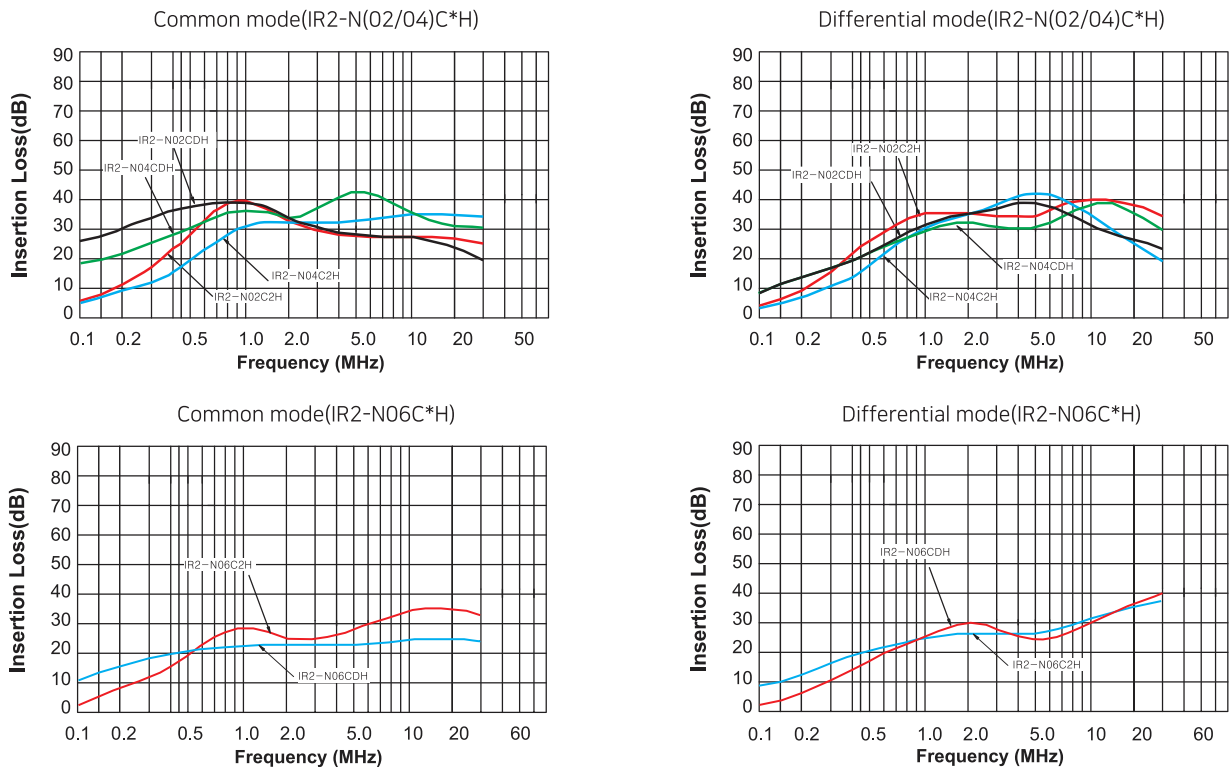 Common mode(IR2-N(02/04)C*H)
Insertion Loss(dB)
90
80
70
60
50
40
30
20
10
0
IR2-N02CDH
IR2-N04CDH
IR2-N04C2H
IR2-N02C2H
0.1 0.2 0.5 1.0 2.0 5.0 10 20 50
Frequency (MHz)
Differential mode(IR2-N(02/04)C*H)
Insertion Loss(dB)
90
80
70
60
50
40
30
20
10
0
IR2-N02C2H
IR2-N02CDH
IR2-N04CDH
IR2-N04C2H
0.1 0.2 0.5 1.0 2.0 5.0 10 20 50
Frequency (MHz)
Common mode(IR2-N06C*H)
Insertion Loss(dB)
90
80
70
60
50
40
30
20
10
0
IR2-N06C2H
IR2-N06CDH
0.1 0.2 0.5 1.0 2.0 5.0 10 20 60
Frequency (MHz)
Differential mode(IR2-N06C*H)
Insertion Loss(dB)
90
80
70
60
50
40
30
20
10
0
IR2-N06CDH
IR2-N06C2H
0.1 0.2 0.5 1.0 2.0 5.0 10 20 60
Frequency (MHz)